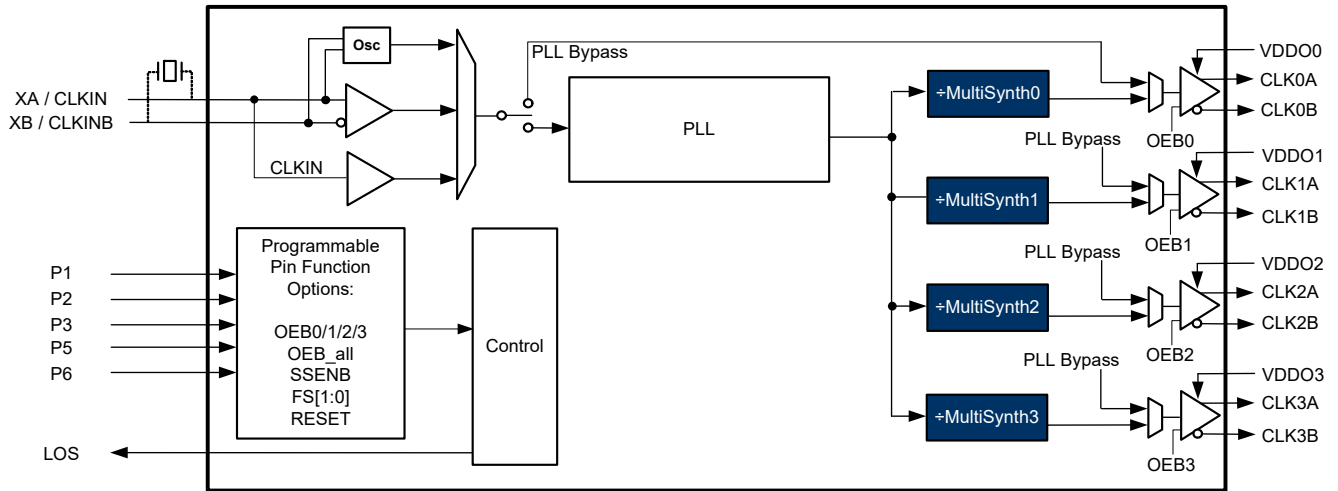 Osc
PLL Bypass
VDDO0
XA / CLKIN
XB / CLKINB
CLKIN
PLL
÷MultiSynth0
CLK0A
CLK0B
OEB0
PLL Bypass
VDDO1
÷MultiSynth1
CLK1A
CLK1B
OEB1
P1
P2
P3
P5
P6
Programmable
Pin Function
Options:
OEB0/1/2/3
OEB_all
SSENB
FS[1:0]
RESET
Control
LOS
PLL Bypass
VDDO2
÷MultiSynth2
CLK2A
CLK2B
OEB2
PLL Bypass
VDDO3
÷MultiSynth3
CLK3A
CLK3B
OEB3